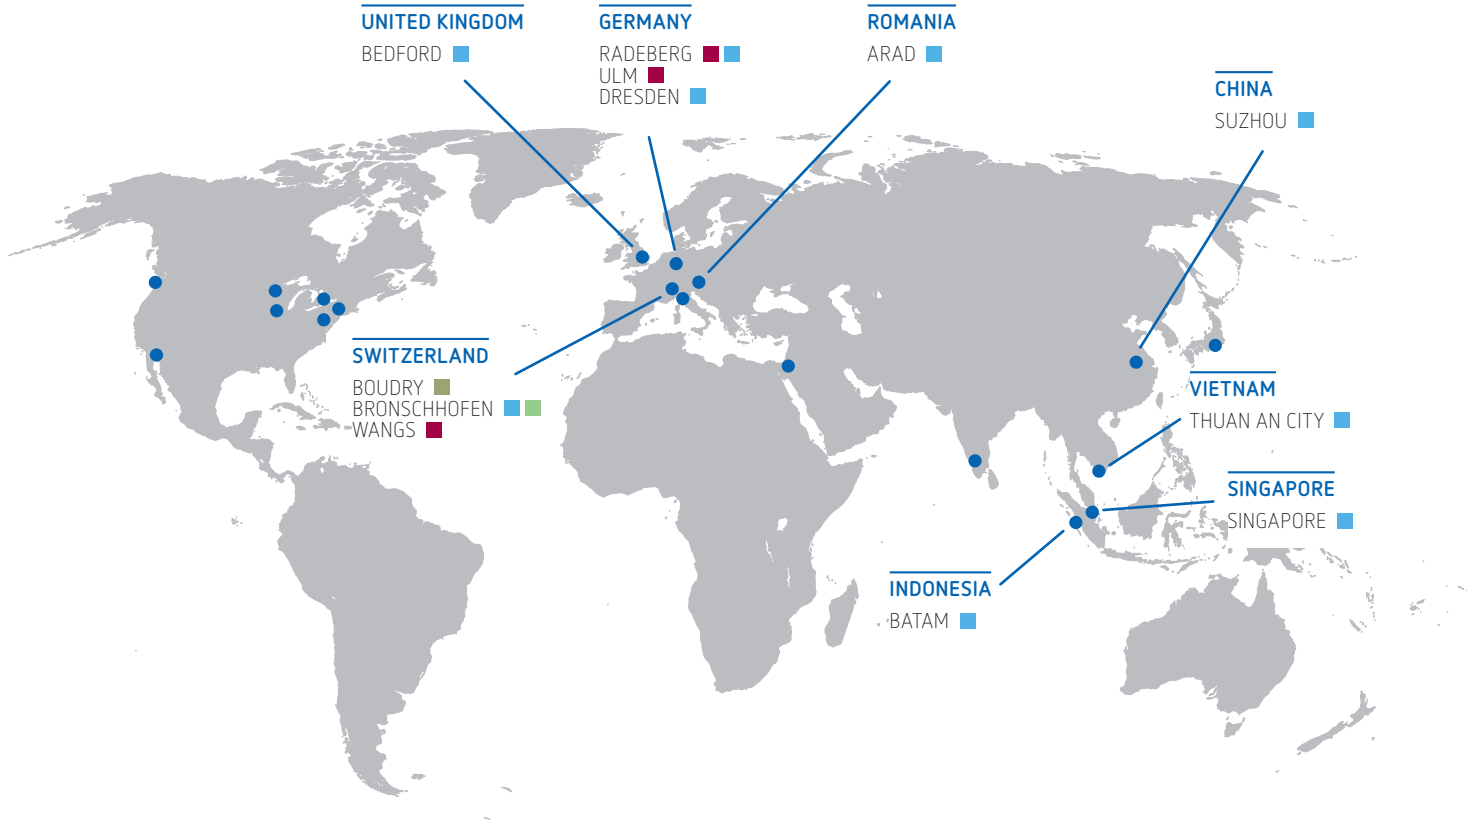 UNITED KINGDOM
BEDFORD
GERMANY
RADEBERG
ULM
DRESDEN
ROMANIA
ARAD
CHINA
SUZHOU
SWITZERLAND
BOUDRY
BRONSCHHOFEN
WANGS
VIETNAM
THUAN AN CITY
SINGAPORE
SINGAPORE
INDONESIA
BATAM